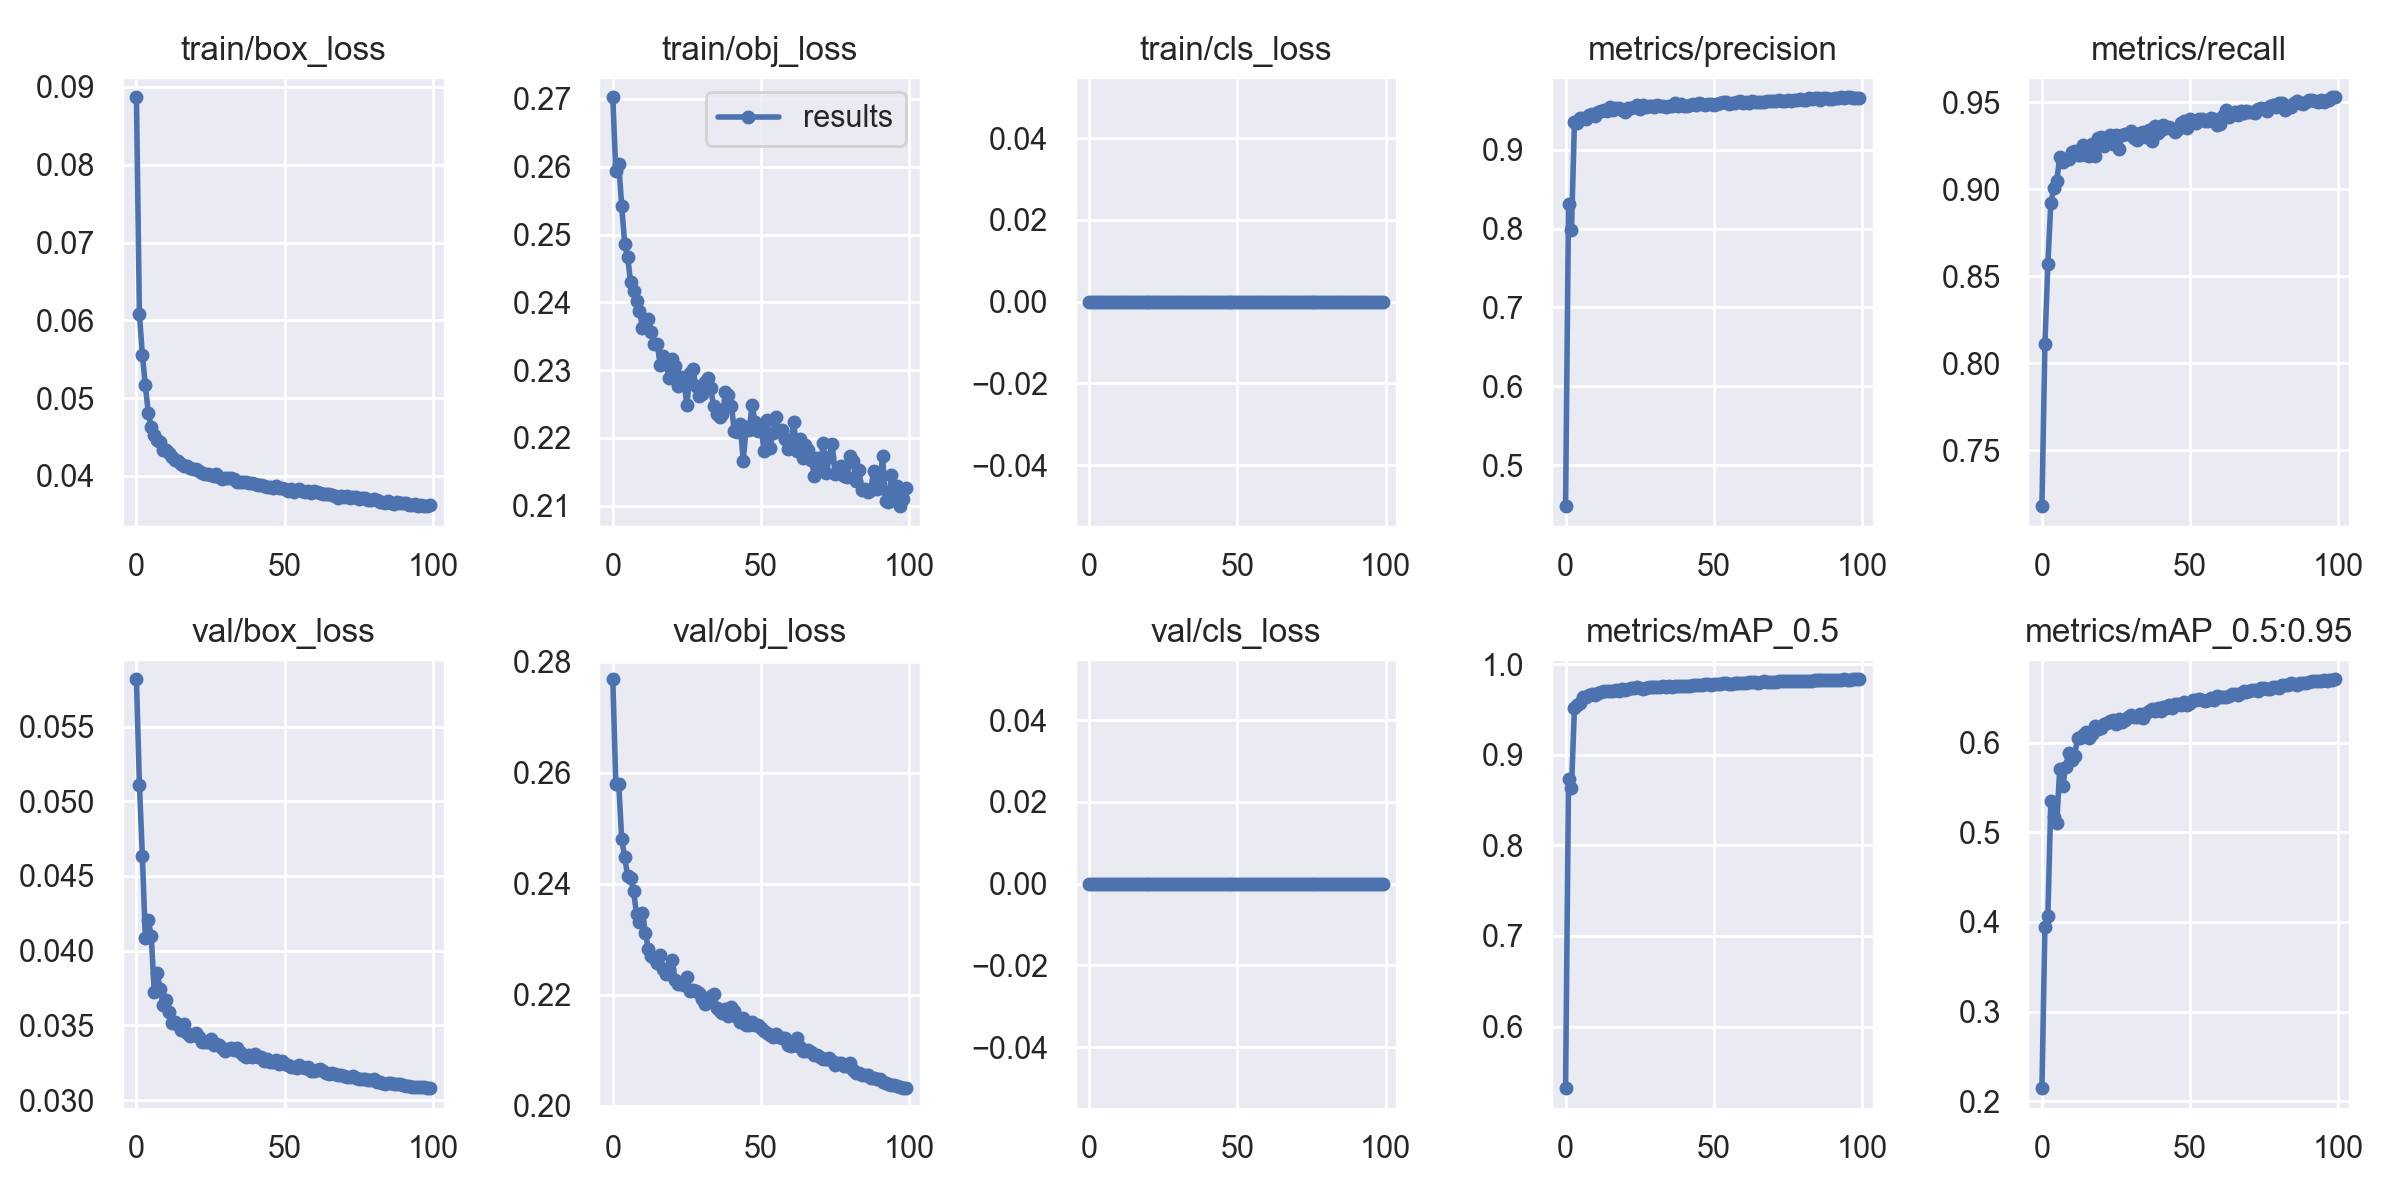 train/box_loss
0.09
0.08
0.07
0.06
0.05
0.04
0 50 100
train/obj_loss
results
0.27
0.26
0.25
0.24
0.23
0.22
0.21
0 50 100
train/cls_loss
0.04
0.02
0.00
−0.02
−0.04
0 50 100
metrics/precision
0.9
0.8
0.7
0.6
0.5
0 50 100
metrics/recall
0.95
0.90
0.85
0.80
0.75
0 50 100
val/box_loss
0.055
0.050
0.045
0.040
0.035
0.030
0 50 100
val/obj_loss
0.28
0.26
0.24
0.22
0.20
0 50 100
val/cls_loss
0.04
0.02
0.00
−0.02
−0.04
0 50 100
metrics/mAP_0.5
1.0
0.9
0.8
0.7
0.6
0 50 100
metrics/mAP_0.5:0.95
0.6
0.5
0.4
0.3
0.2
0 50 100